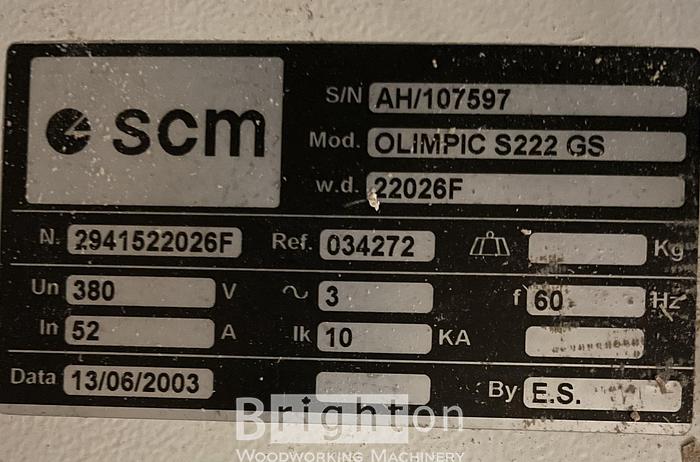 scm
S/N AH/107597
Mod. OLIMPIC S222 GS
w.d. 22026F
N. 2941522026F Ref. 034272 Kg
Un 380 V ~ 3 f 60 Hz
In 52 A Ik 10 KA
Data 13/06/2003 By E.S.
Brighton
WOODWORKING MACHINERY